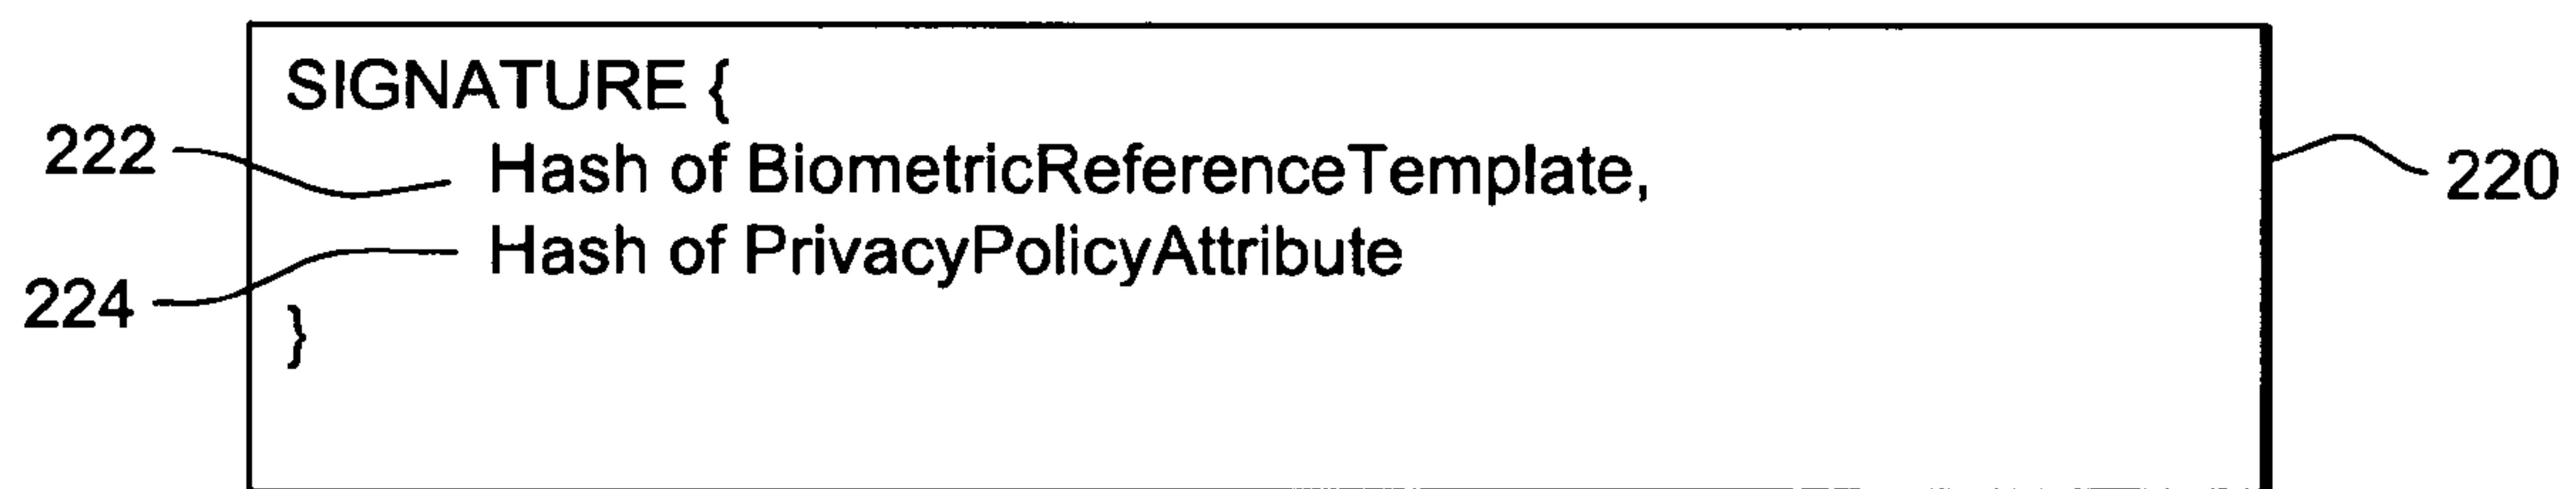 SIGNATURE {
222 Hash of BiometricReferenceTemplate, 220
224 Hash of PrivacyPolicyAttribute
}